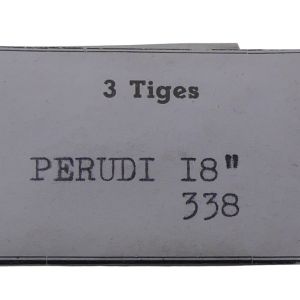 3 Tiges
PERUDI I8"
338